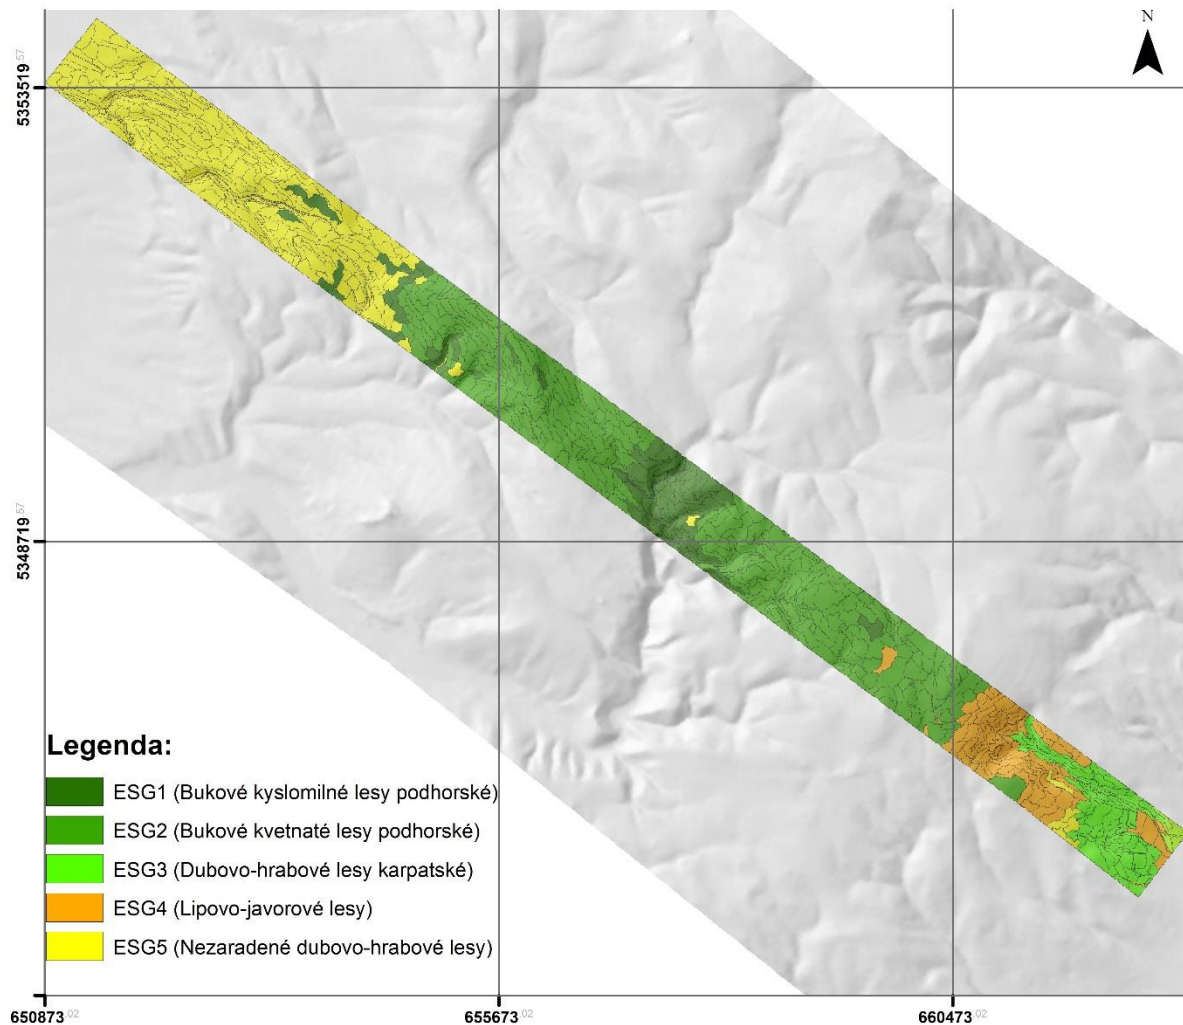 N
5353519.57
5348719.57
Legenda:
ESG1 (Bukové kyslomilné lesy podhorské)
ESG2 (Bukové kvetnaté lesy podhorské)
ESG3 (Dubovo-hrabové lesy karpatské)
ESG4 (Lipovo-javorové lesy)
ESG5 (Nezaradené dubovo-hrabové lesy)
650873.02
655673.02
660473.02